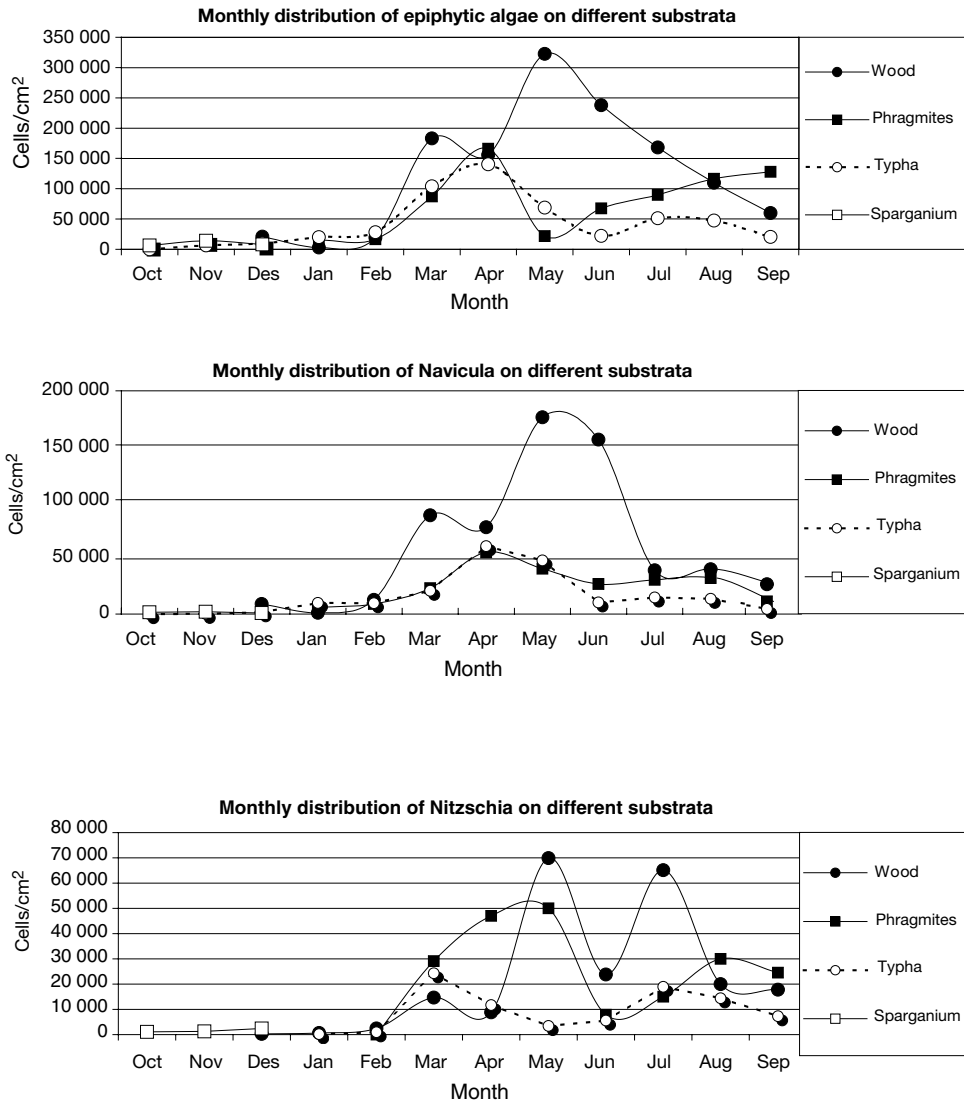 Monthly distribution of epiphytic algae on different substrata
350 000
300 000
250 000
200 000
150 000
100 000
50 000
0
Cells/cm²
Oct Nov Des Jan Feb Mar Apr May Jun Jul Aug Sep
Month
Wood
Phragmites
Typha
Sparganium
Monthly distribution of Navicula on different substrata
200 000
150 000
100 000
50 000
0
Cells/cm²
Oct Nov Des Jan Feb Mar Apr May Jun Jul Aug Sep
Month
Wood
Phragmites
Typha
Sparganium
Monthly distribution of Nitzschia on different substrata
80 000
70 000
60 000
50 000
40 000
30 000
20 000
10 000
0
Cells/cm²
Oct Nov Des Jan Feb Mar Apr May Jun Jul Aug Sep
Month
Wood
Phragmites
Typha
Sparganium